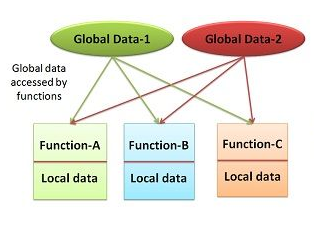 Global Data-1
Global Data-2
Global data
accessed by
functions
Function-A
Local data
Function-B
Local data
Function-C
Local data